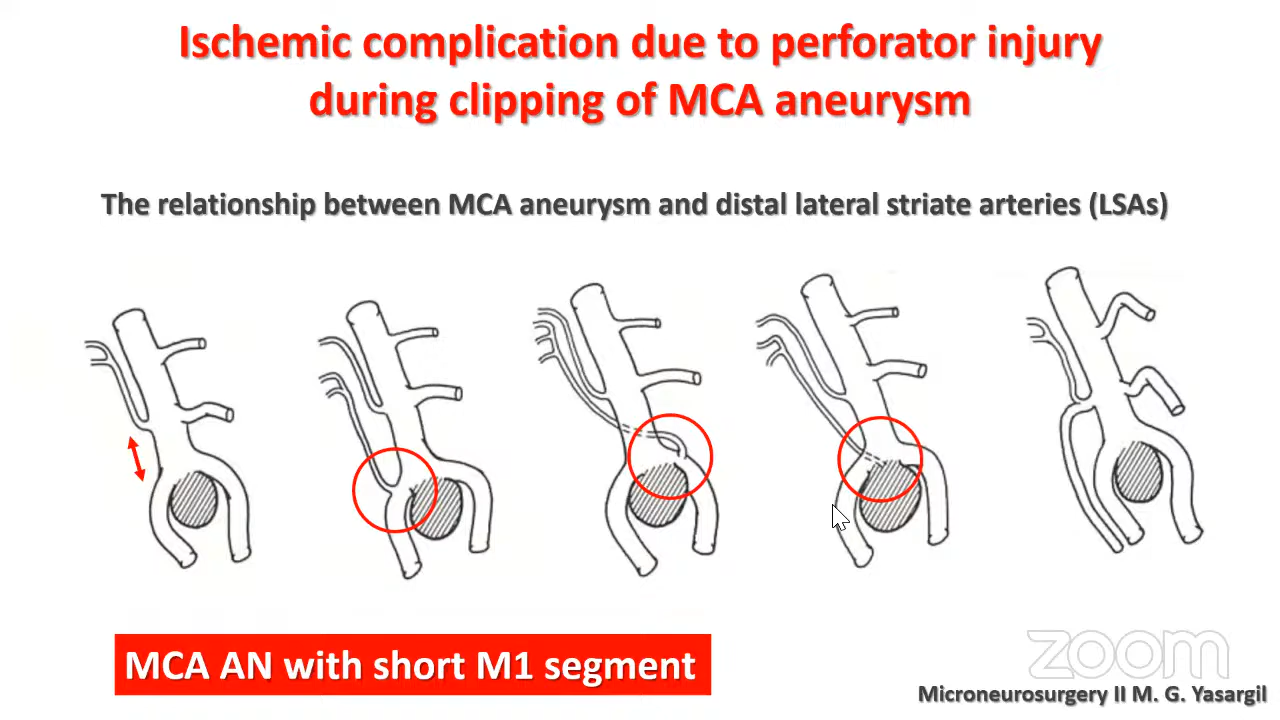 Ischemic complication due to perforator injury
during clipping of MCA aneurysm
The relationship between MCA aneurysm and distal lateral striate arteries (LSAs)
MCA AN with short M1 segment
zoom
Microneurosurgery II M. G. Yasargil